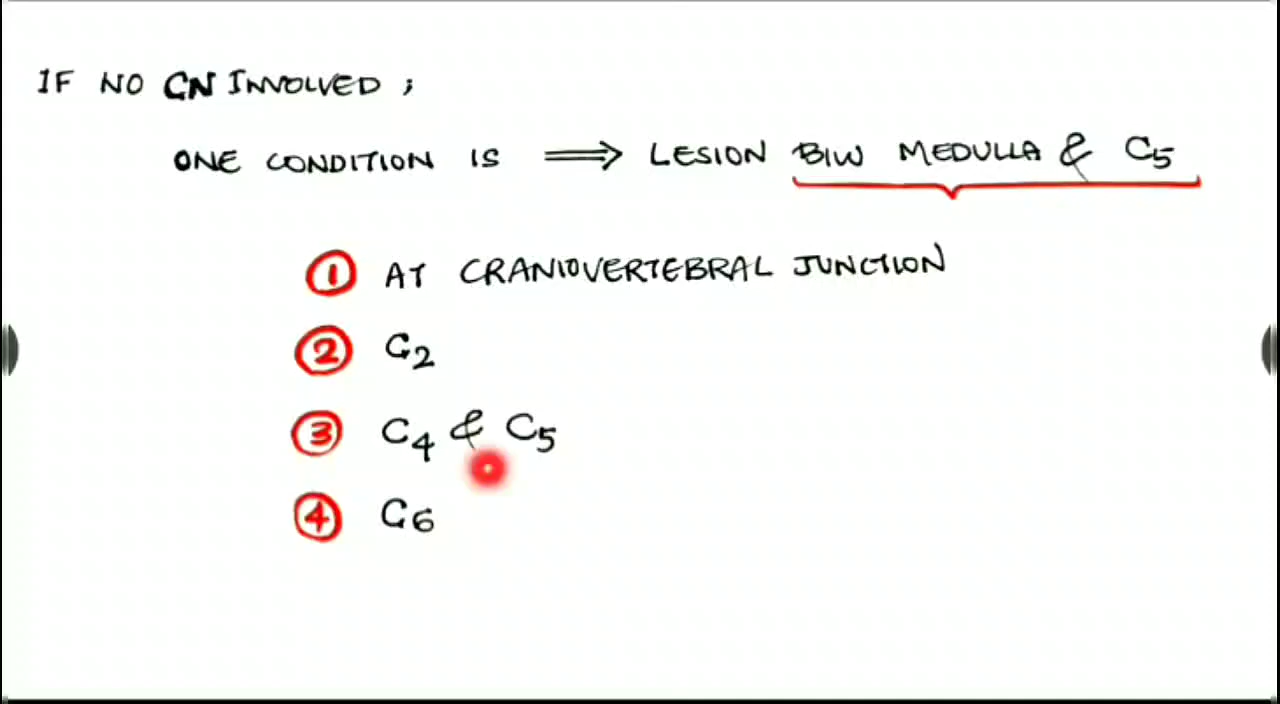 IF NO CN INVOLVED ;
ONE CONDITION IS ⟹ LESION B/W MEDULLA & C5
1 AT CRANIOVERTEBRAL JUNCTION
2 C2
3 C4 & C5
4 C6